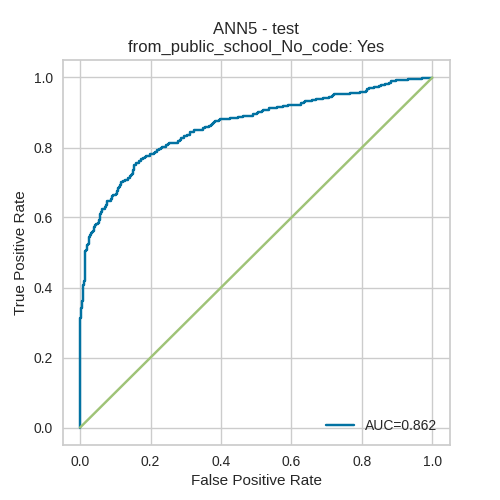 ANN5 - test
from_public_school_No_code: Yes
True Positive Rate
1.0
0.8
0.6
0.4
0.2
0.0
AUC=0.862
0.0 0.2 0.4 0.6 0.8 1.0
False Positive Rate